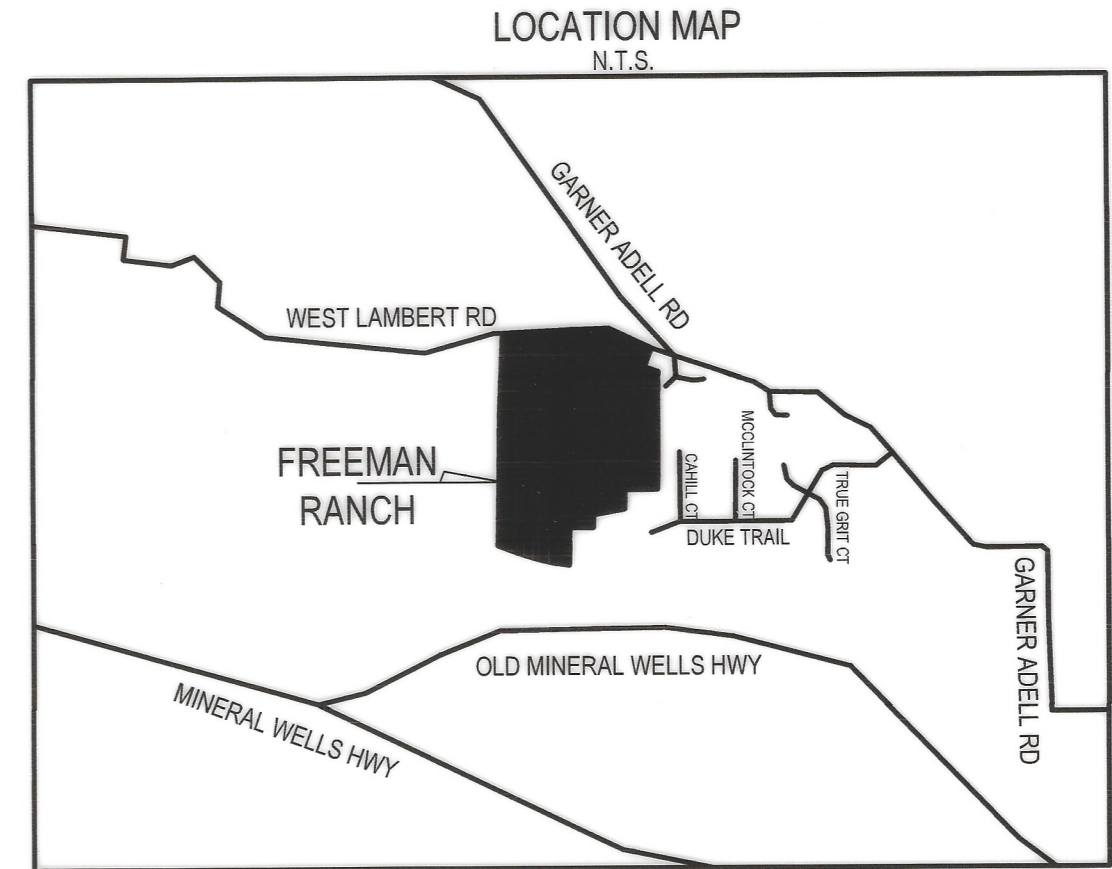 LOCATION MAP
N.T.S.
GARNER ADELL RD
WEST LAMBERT RD
FREEMAN
RANCH
MCCLINTOCK CT
CAHILL CT
TRUE GRIT CT
DUKE TRAIL
GARNER ADELL RD
OLD MINERAL WELLS HWY
MINERAL WELLS HWY